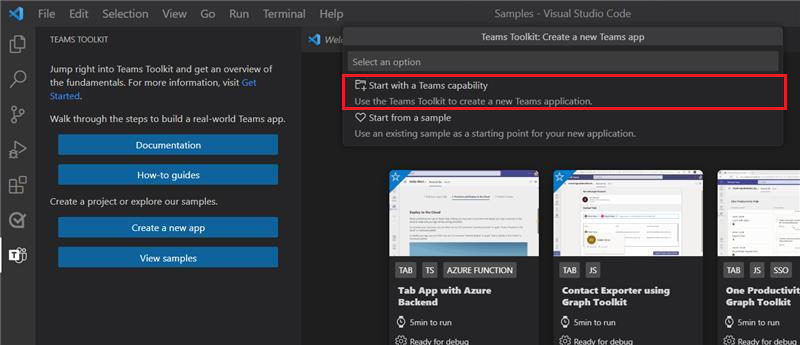 File Edit Selection View Go Run Terminal Help
Samples - Visual Studio Code
TEAMS TOOLKIT
Jump right into Teams Toolkit and get an overview
of the fundamentals. For more information, visit Get
Started.
Walk through the steps to build a real-world Teams app.
Documentation
How-to guides
Create a project or explore our samples.
Create a new app
View samples
Welc
Teams Toolkit: Create a new Teams app
Select an option
Start with a Teams capability
Use the Teams Toolkit to create a new Teams application.
Start from a sample
Use an existing sample as a starting point for your new application.
Deploy to the Cloud
TAB TS AZURE FUNCTION
Tab App with Azure
Backend
5min to run
Ready for debug
TAB JS
Contact Exporter using
Graph Toolkit
5min to run
Ready for debug
TAB JS SSO
One Productivit
Graph Toolkit
5min to run
Ready for debug